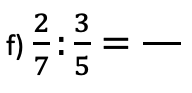 f) 2/7 : 3/5 = —